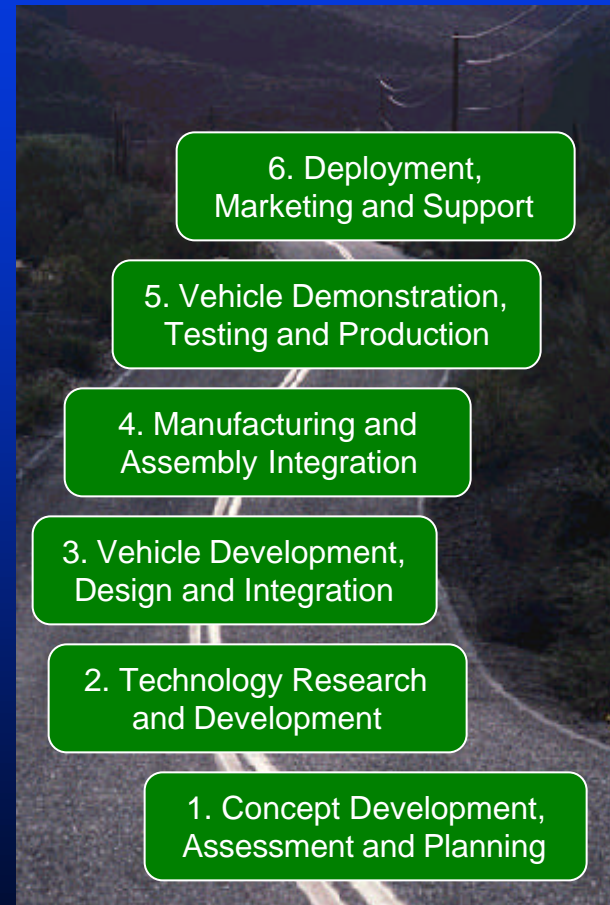 6. Deployment,
Marketing and Support
5. Vehicle Demonstration,
Testing and Production
4. Manufacturing and
Assembly Integration
3. Vehicle Development,
Design and Integration
2. Technology Research
and Development
1. Concept Development,
Assessment and Planning